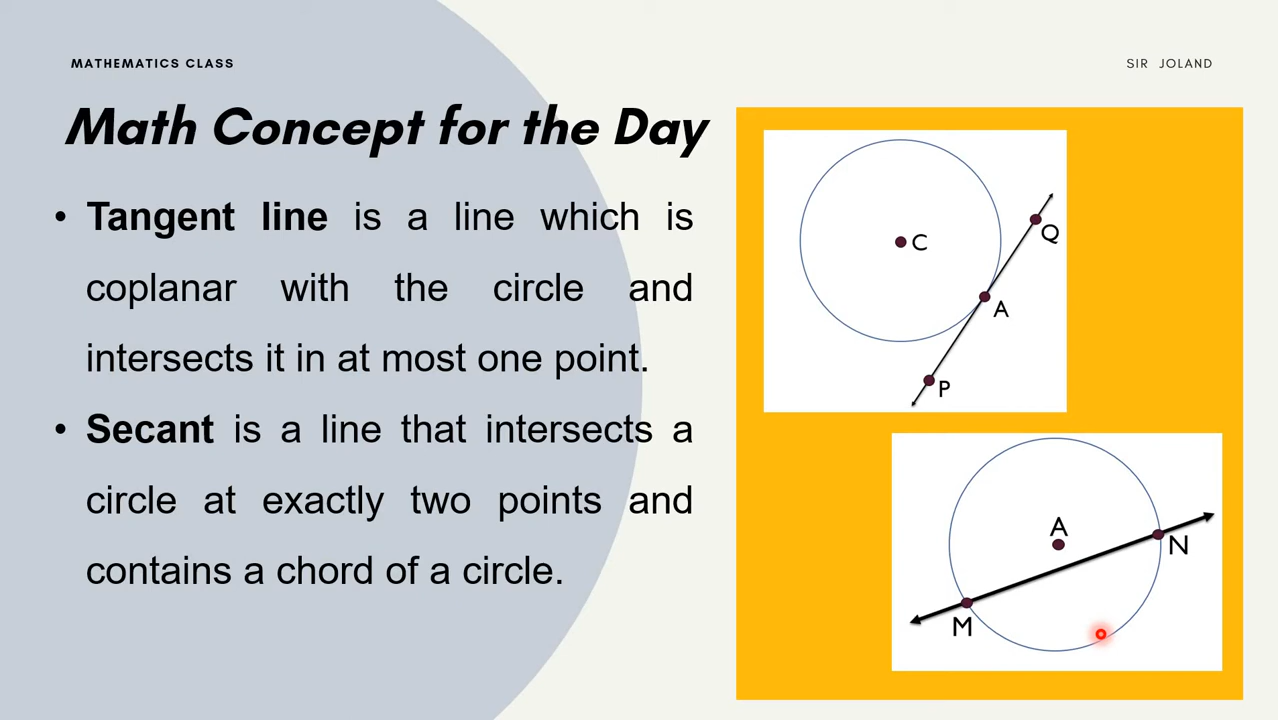 MATHEMATICS CLASS
SIR JOLAND
Math Concept for the Day
• Tangent line is a line which is
coplanar with the circle and
intersects it in at most one point.
• Secant is a line that intersects a
circle at exactly two points and
contains a chord of a circle.
C
Q
A
P
A
N
M